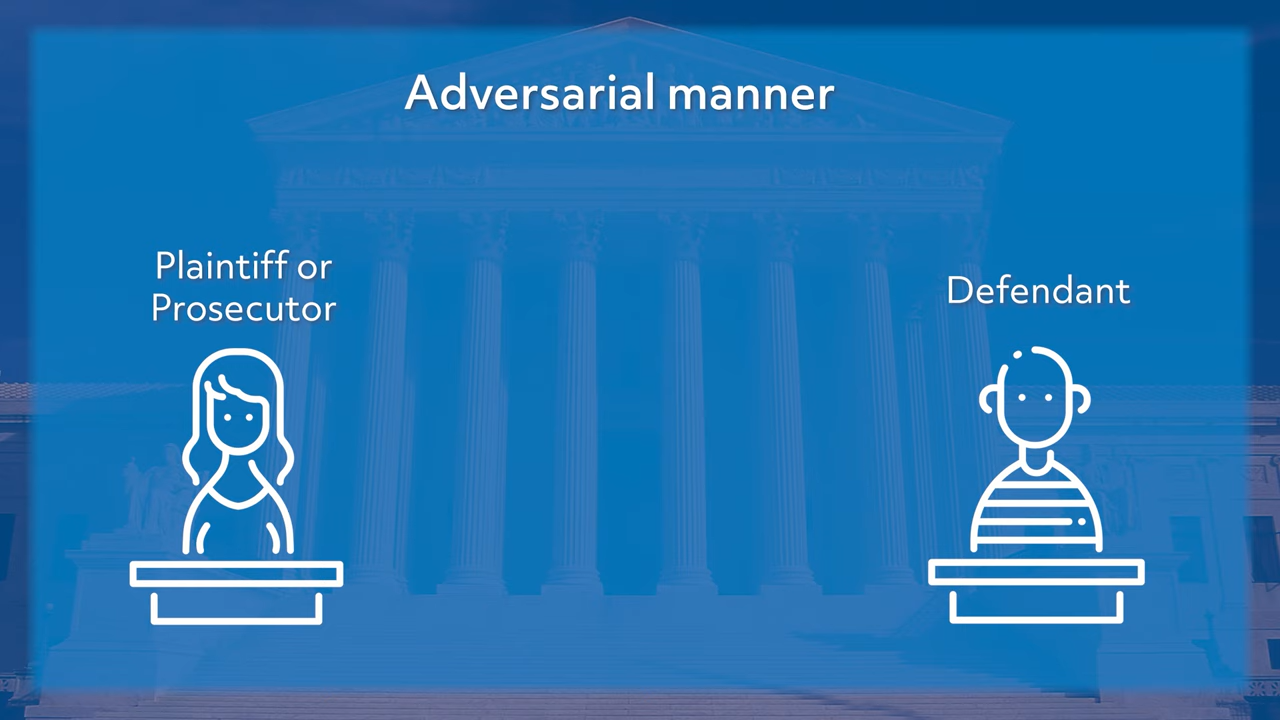 Adversarial manner
Plaintiff or
Prosecutor
Defendant